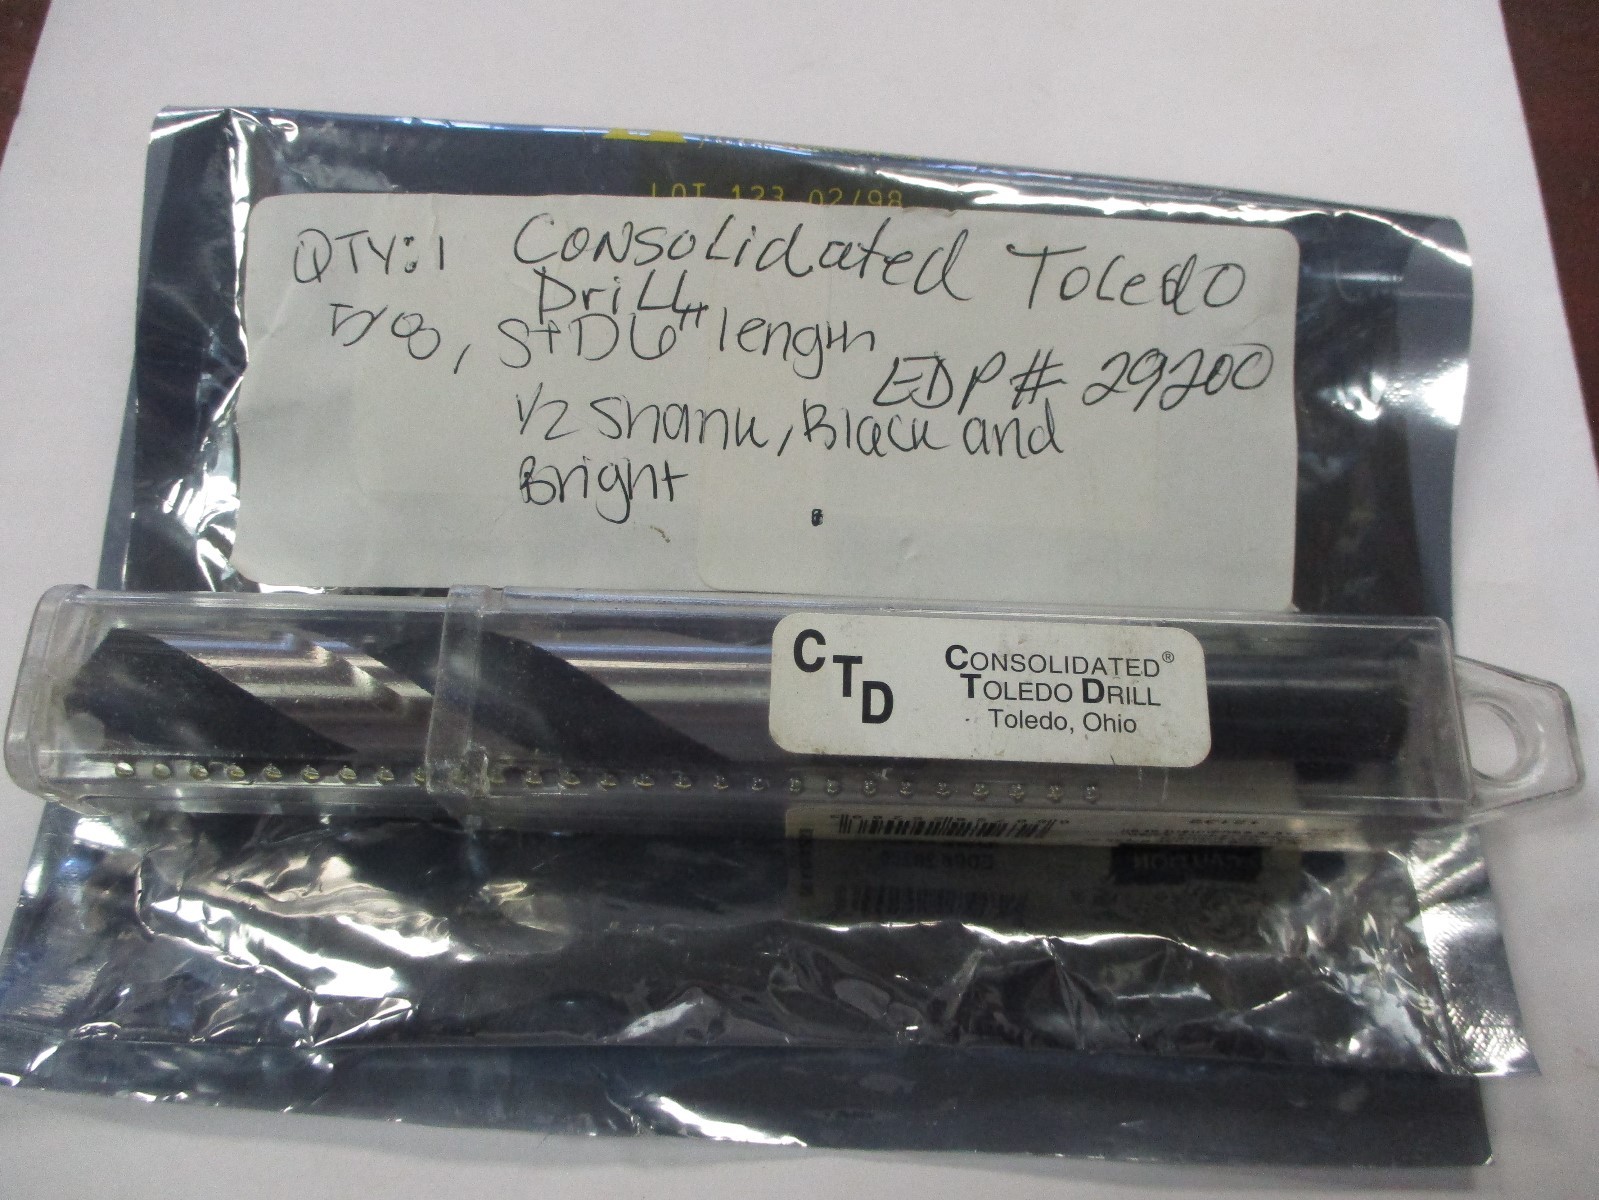 LOT 123 02/98
QTY: 1 Consolidated Toledo
Drill
5/8, StD 6" length
EDP # 29200
1/2 Shank, Black and
Bright
CTD
CONSOLIDATED®
TOLEDO DRILL
Toledo, Ohio